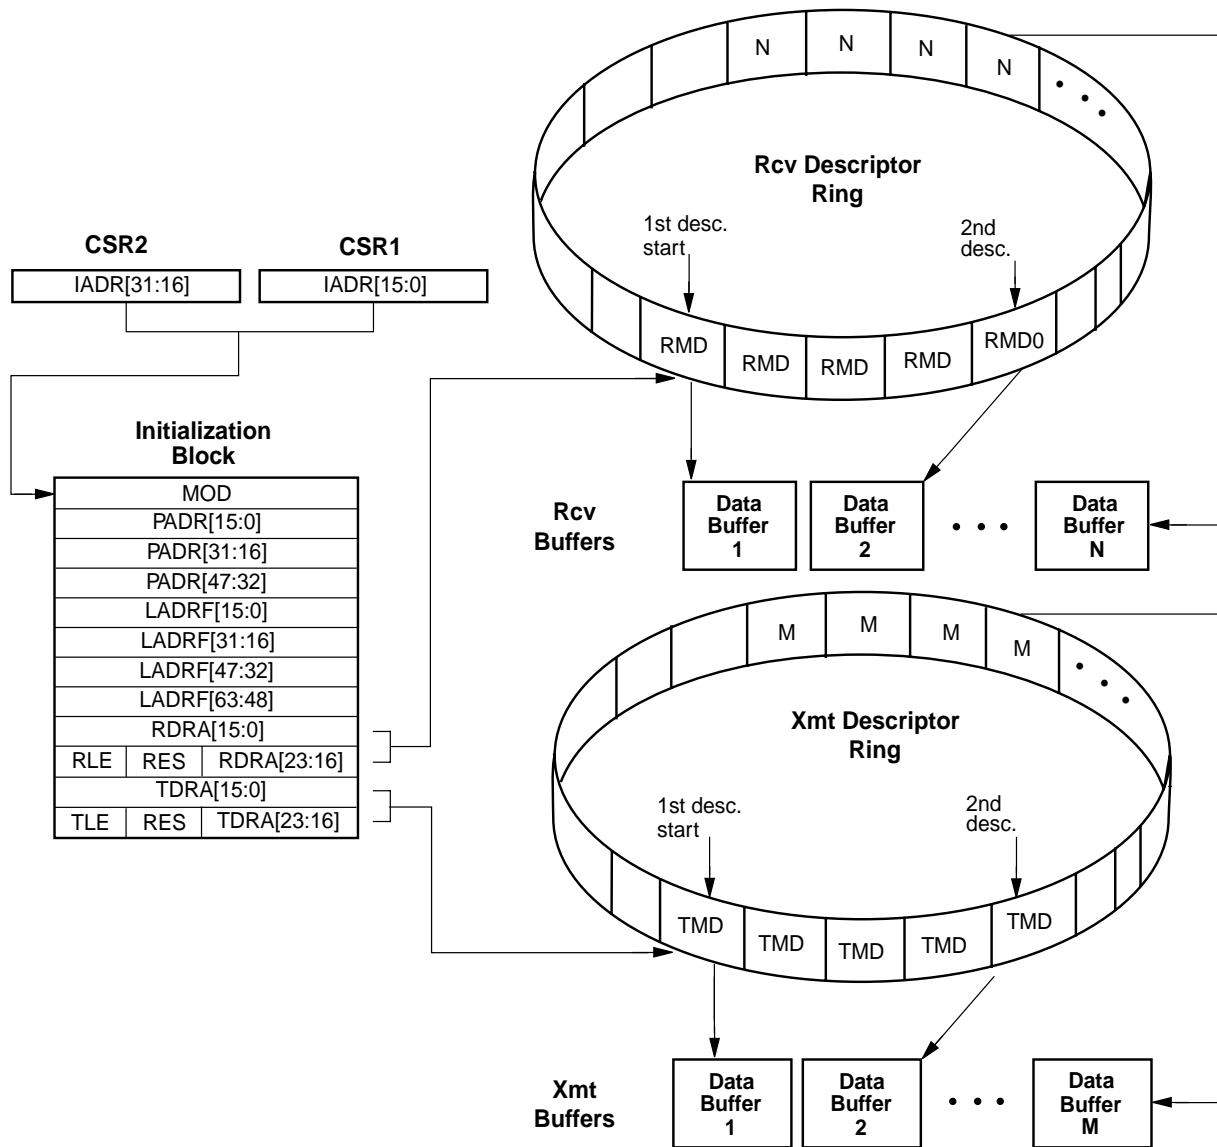 N N N N
Rcv Descriptor
Ring
1st desc.
start
2nd
desc.
CSR2
CSR1
IADR[31:16]
IADR[15:0]
RMD RMD RMD RMD RMD0
Initialization
Block
MOD
PADR[15:0]
PADR[31:16]
PADR[47:32]
LADRF[15:0]
LADRF[31:16]
LADRF[47:32]
LADRF[63:48]
RDRA[15:0]
RLE RES RDRA[23:16]
TDRA[15:0]
TLE RES TDRA[23:16]
Rcv
Buffers
Data
Buffer
1
Data
Buffer
2
• • •
Data
Buffer
N
M M M M
Xmt Descriptor
Ring
1st desc.
start
2nd
desc.
TMD TMD TMD TMD TMD
Xmt
Buffers
Data
Buffer
1
Data
Buffer
2
• • •
Data
Buffer
M